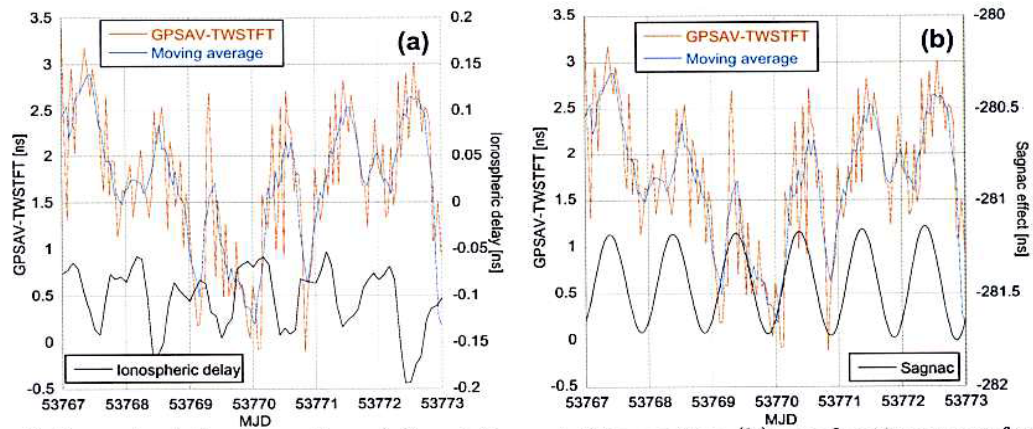 (a)
GPSAV-TWSTFT
Moving average
GPSAV-TWSTFT [ns]
3
2.5
2
1.5
1
0.5
0
-0.5
0.2
0.15
0.1
0.05
0
-0.05
-0.1
-0.15
-0.2
Ionospheric delay [ns]
Ionospheric delay
53767 53768 53769 53770 53771 53772 53773
MJD
(b)
GPSAV-TWSTFT
Moving average
GPSAV-TWSTFT [ns]
3
2.5
2
1.5
1
0.5
0
-0.5
-280
-280.5
-281
-281.5
-282
Sagnac effect [ns]
Sagnac
53767 53768 53769 53770 53771 53772 53773
MJD